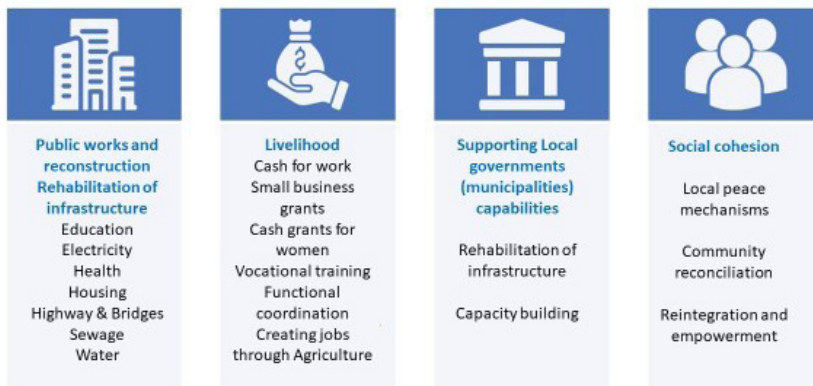 Public works and
reconstruction
Rehabilitation of
infrastructure
Education
Electricity
Health
Housing
Highway & Bridges
Sewage
Water
Livelihood
Cash for work
Small business
grants
Cash grants for
women
Vocational training
Functional
coordination
Creating jobs
through Agriculture
Supporting Local
governments
(municipalities)
capabilities
Rehabilitation of
infrastructure
Capacity building
Social cohesion
Local peace
mechanisms
Community
reconciliation
Reintegration and
empowerment